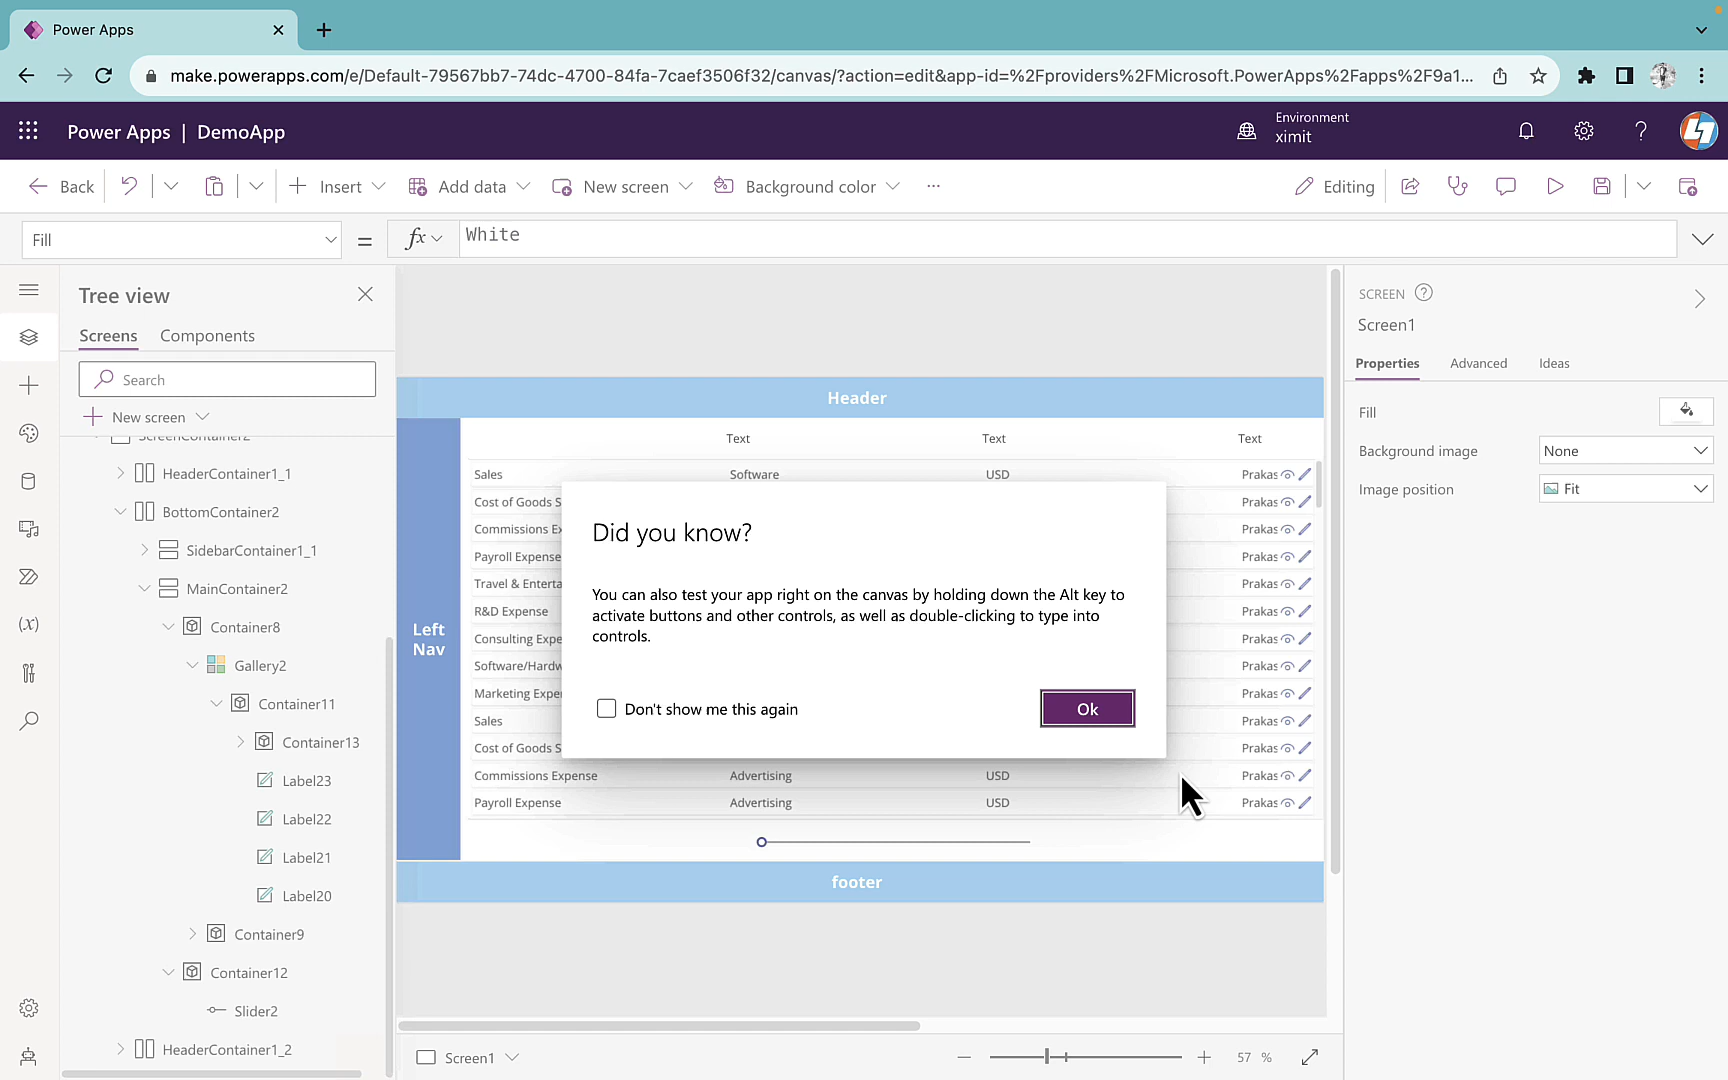 Power Apps
make.powerapps.com/e/Default-79567bb7-74dc-4700-84fa-7caef3506f32/canvas/?action=edit&app-id=%2Fproviders%2FMicrosoft.PowerApps%2Fapps%2F9a1...
Power Apps | DemoApp
Environment
ximit
Back
Insert
Add data
New screen
Background color
...
Editing
Fill
=
fx
White
Tree view
Screens
Components
Search
New screen
ScreenContainer2
HeaderContainer1_1
BottomContainer2
SidebarContainer1_1
MainContainer2
Container8
Gallery2
Container11
Container13
Label23
Label22
Label21
Label20
Container9
Container12
Slider2
HeaderContainer1_2
Header
Left
Nav
Text Text Text
Sales Software USD Prakas
Cost of Goods S Prakas
Commissions Ex Prakas
Payroll Expense Prakas
Travel & Enterta Prakas
R&D Expense Prakas
Consulting Expe Prakas
Software/Hardw Prakas
Marketing Expe Prakas
Sales Prakas
Cost of Goods S Prakas
Commissions Expense Advertising USD Prakas
Payroll Expense Advertising USD Prakas
footer
Did you know?
You can also test your app right on the canvas by holding down the Alt key to
activate buttons and other controls, as well as double-clicking to type into
controls.
Don't show me this again
Ok
Screen1
57 %
SCREEN
Screen1
Properties
Advanced
Ideas
Fill
Background image
None
Image position
Fit